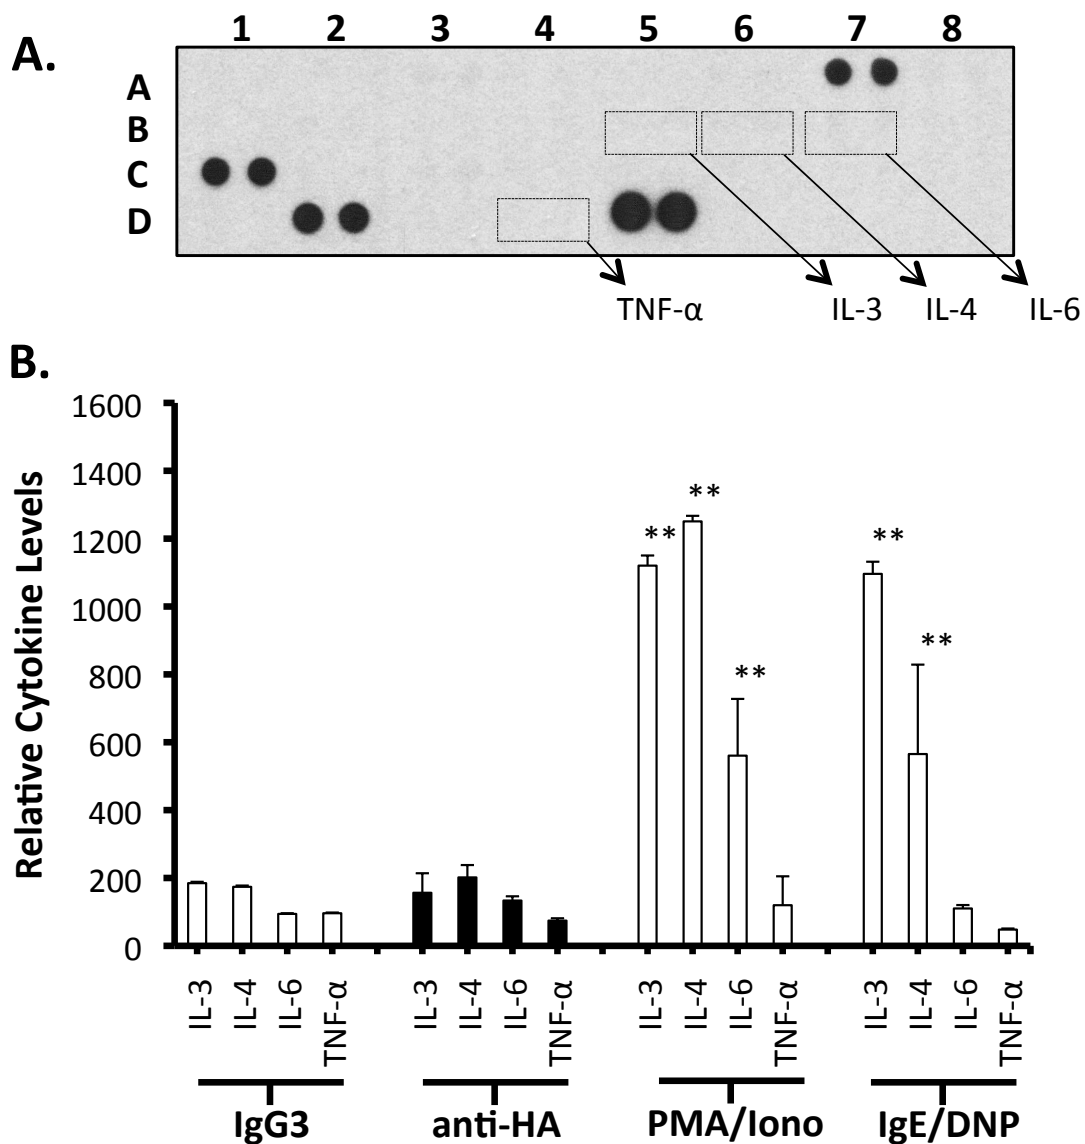 A.
1 2 3 4 5 6 7 8
A
B
C
D
TNF-α IL-3 IL-4 IL-6
B.
Relative Cytokine Levels
1600
1400
1200
1000
800
600
400
200
0
** ** ** ** **
IL-3 IL-4 IL-6 TNF-α IL-3 IL-4 IL-6 TNF-α IL-3 IL-4 IL-6 TNF-α IL-3 IL-4 IL-6 TNF-α
IgG3 anti-HA PMA/Iono IgE/DNP